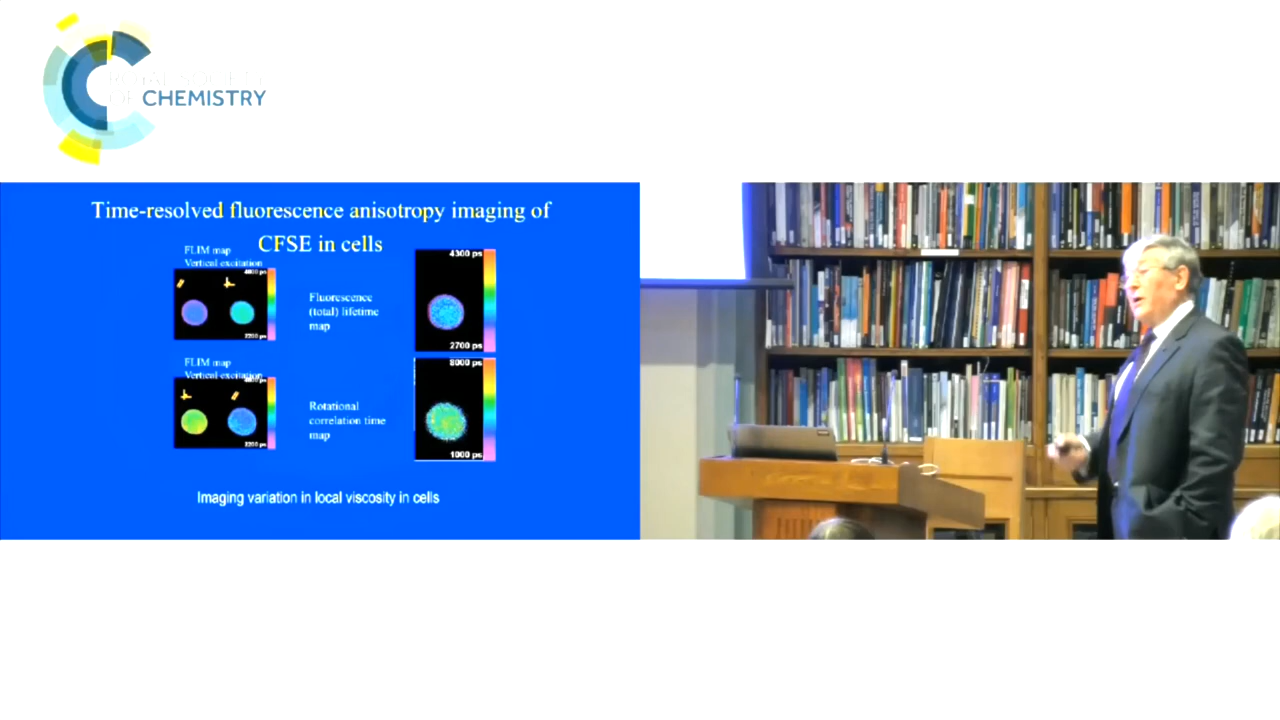 ROYAL SOCIETY
OF CHEMISTRY
Time-resolved fluorescence anisotropy imaging of
CFSE in cells
FLIM map
Vertical excitation
4300 ps
Fluorescence
(total) lifetime
map
2700 ps
FLIM map
Vertical excitation
8000 ps
Rotational
correlation time
map
1000 ps
Imaging variation in local viscosity in cells